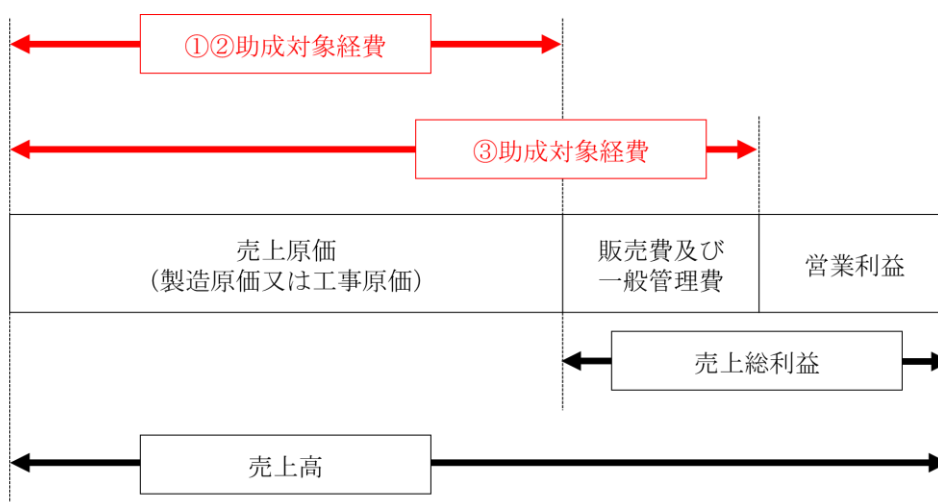 ①②助成対象経費
③助成対象経費
売上原価
（製造原価又は工事原価）
販売費及び
一般管理費
営業利益
売上総利益
売上高